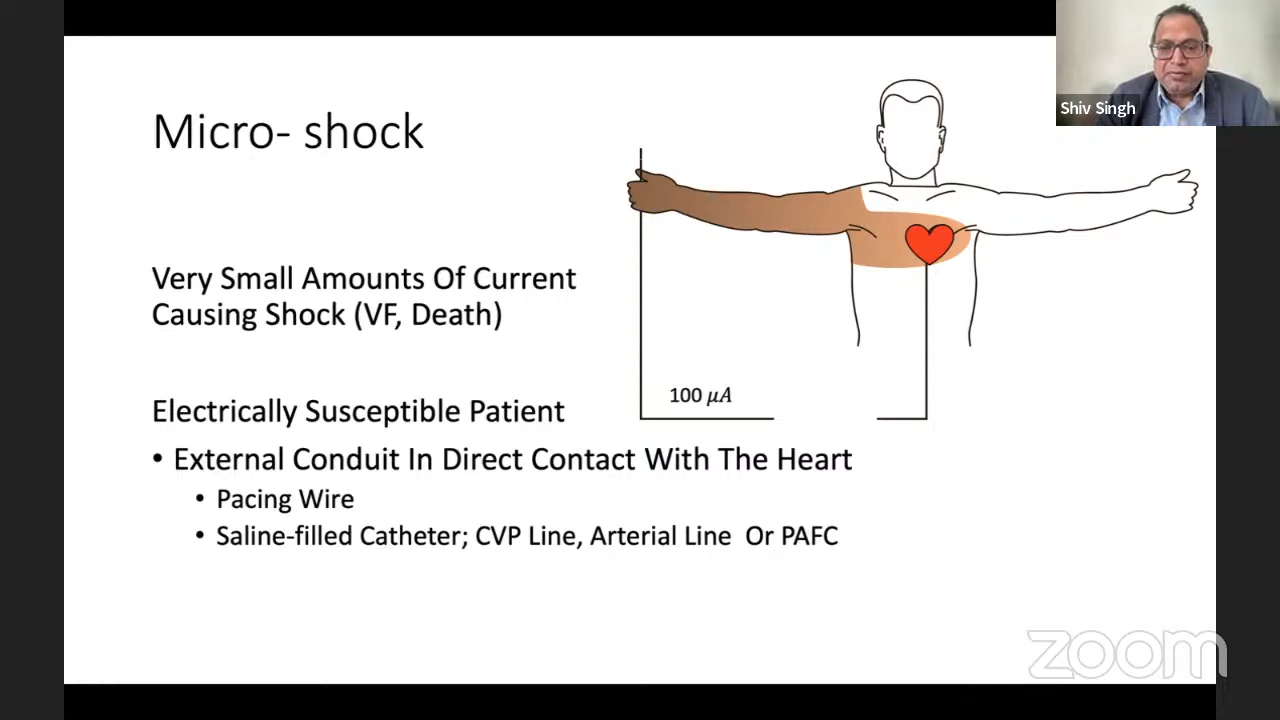 Shiv Singh
Micro- shock
Very Small Amounts Of Current
Causing Shock (VF, Death)
100 μA
Electrically Susceptible Patient
• External Conduit In Direct Contact With The Heart
• Pacing Wire
• Saline-filled Catheter; CVP Line, Arterial Line Or PAFC
zoom